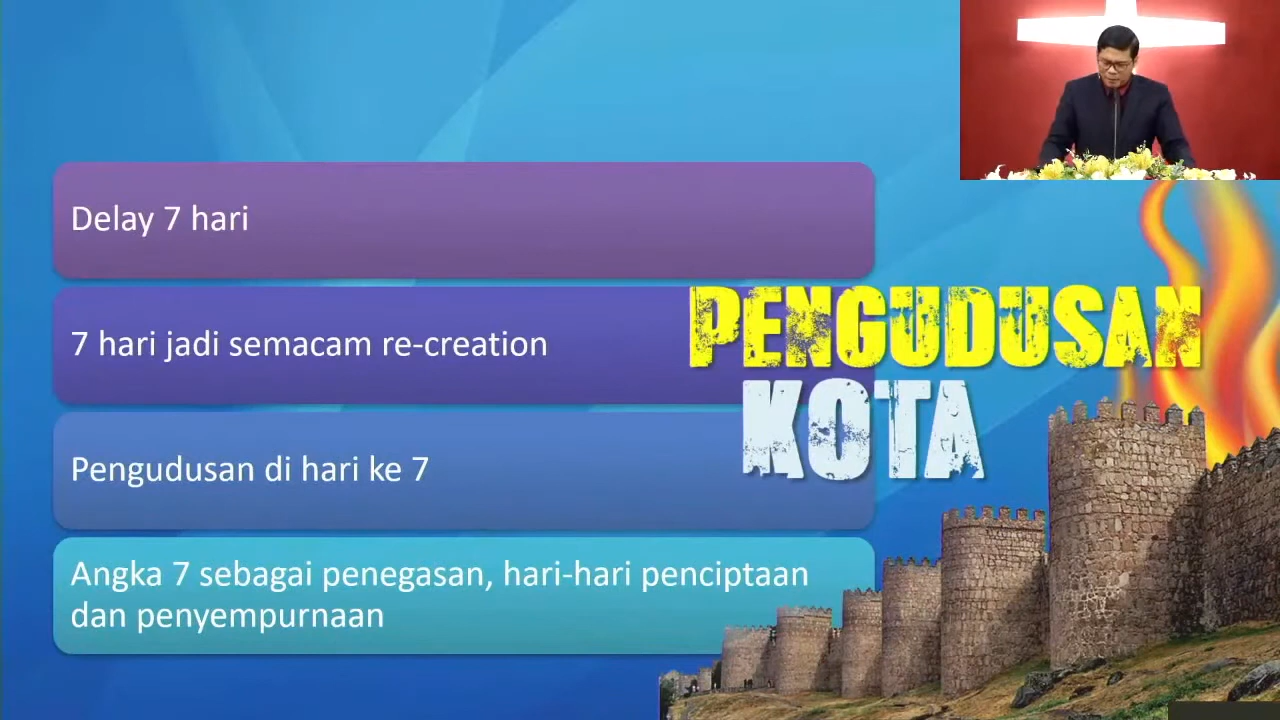 Delay 7 hari
7 hari jadi semacam re-creation
Pengudusan di hari ke 7
Angka 7 sebagai penegasan, hari-hari penciptaan
dan penyempurnaan
PENGUDUSAN
KOTA